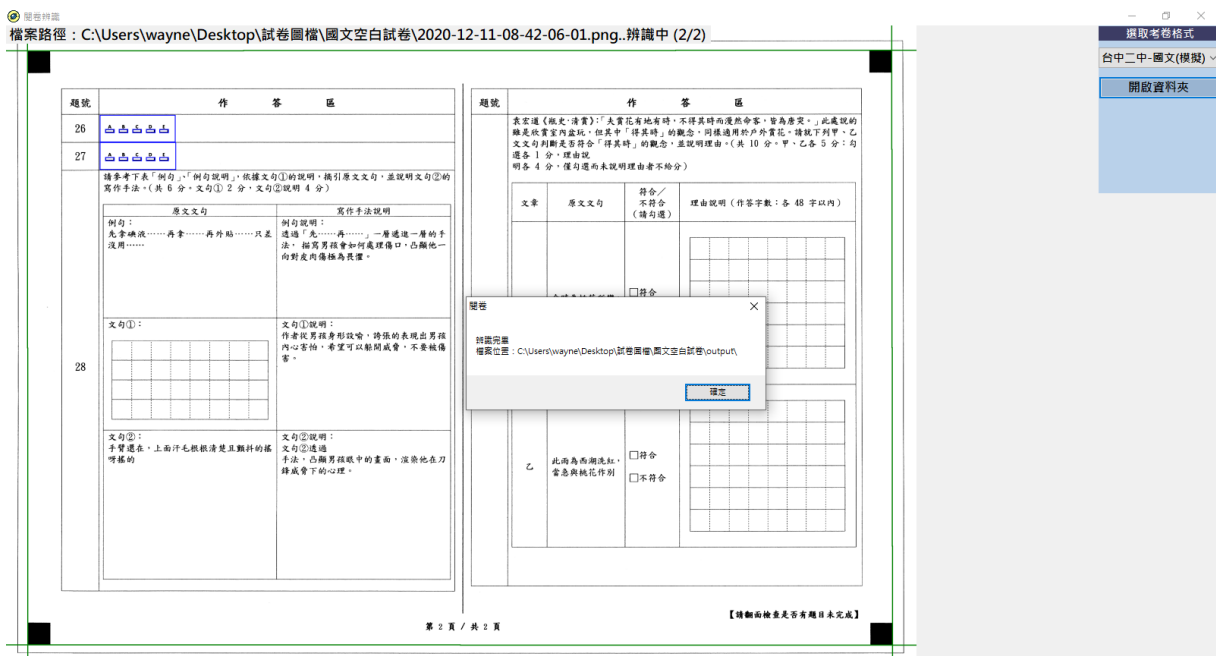 閱卷辨識
檔案路徑：C:\Users\wayne\Desktop\試卷圖檔\國文空白試卷\2020-12-11-08-42-06-01.png..辨識中 (2/2)
選取考卷格式
台中二中-國文(模擬)
開啟資料夾
題號
作 答 區
26
27
28
請參考下表「例句」、「例句說明」，依據文句①的說明，摘引原文文句，並說明文句②的
寫作手法。(共 6 分。文句① 2 分，文句②說明 4 分)
原文文句
寫作手法說明
例句：
先拿碘液……再拿……再外貼……只差
沒用……
例句說明：
透過「先……再……」一層遞進一層的手
法， 描寫男孩會如何處理傷口，凸顯他一
向對皮肉傷極為畏懼。
文句①：
文句①說明：
作者從男孩身形設喻，誇張的表現出男孩
內心害怕，希望可以躲開威脅，不要被傷
害。
文句②：
手臂還在，上面汗毛根根清楚且顫抖的搖
呀搖的
文句②說明：
文句②透過
手法，凸顯男孩眼中的畫面，渲染他在刀
鋒威脅下的心理。
題號
作 答 區
袁宏道《瓶史·清賞》：「夫賞花有地有時，不得其時而漫然命客，皆為唐突。」此處說的
雖是欣賞室內盆玩，但其中「得其時」的觀念，同樣適用於戶外賞花。請就下列甲、乙
文文句判斷是否符合「得其時」的觀念，並說明理由。(共 10 分。甲、乙各 5 分：勾
選各 1 分，理由說
明各 4 分，僅勾選而未說明理由者不給分)
文章
原文文句
符合／
不符合
(請勾選)
理由說明 (作答字數：各 48 字以內)
□符合
閱卷
辨識完畢
檔案位置：C:\Users\wayne\Desktop\試卷圖檔\國文空白試卷\output\
確定
乙
此雨為西湖洗紅，
當急與桃花作別
□符合
□不符合
【請翻面檢查是否有題目未完成】
第 2 頁 / 共 2 頁